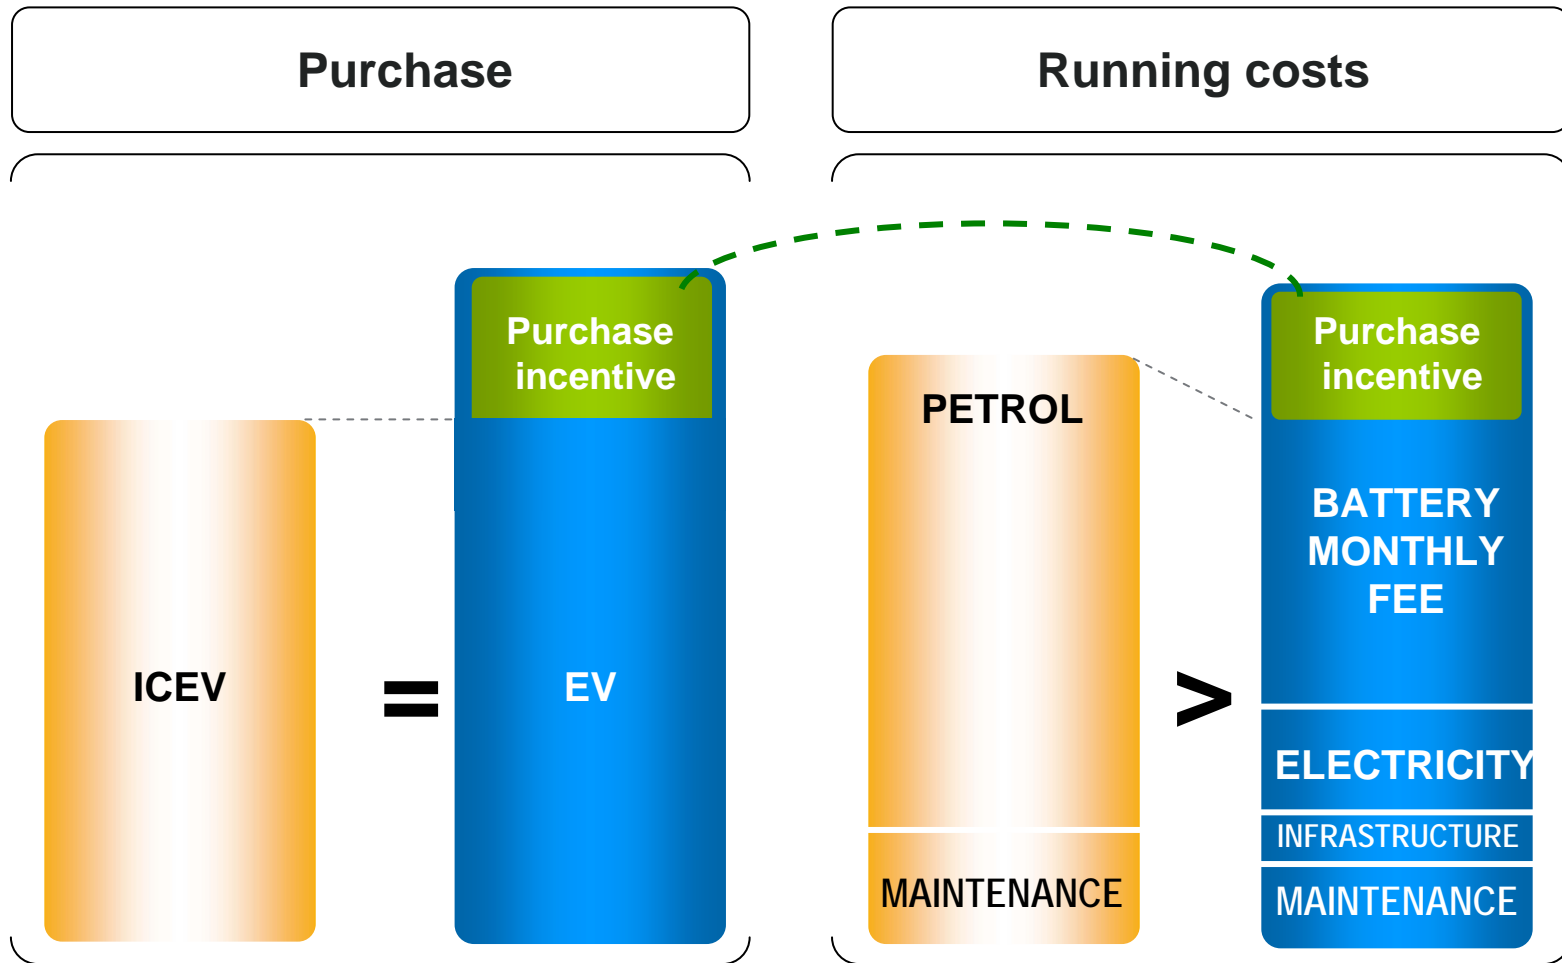 Purchase
Running costs
Purchase
incentive
ICEV
=
EV
PETROL
MAINTENANCE
>
Purchase
incentive
BATTERY
MONTHLY
FEE
ELECTRICITY
INFRASTRUCTURE
MAINTENANCE